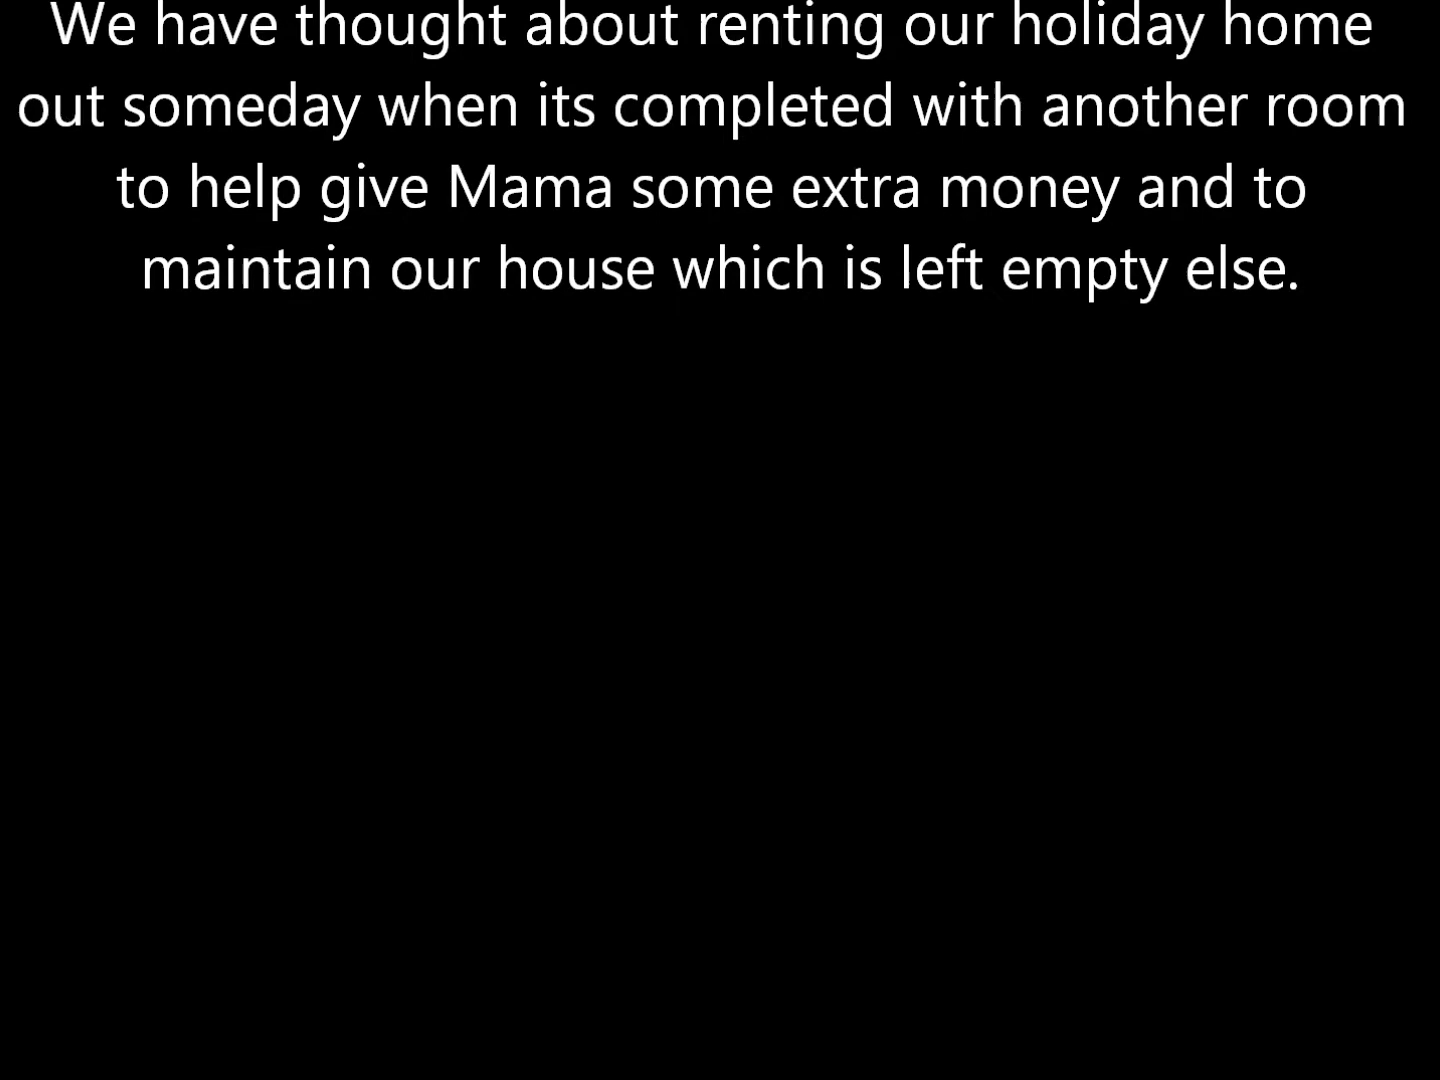 We have thought about renting our holiday home
out someday when its completed with another room
to help give Mama some extra money and to
maintain our house which is left empty else.